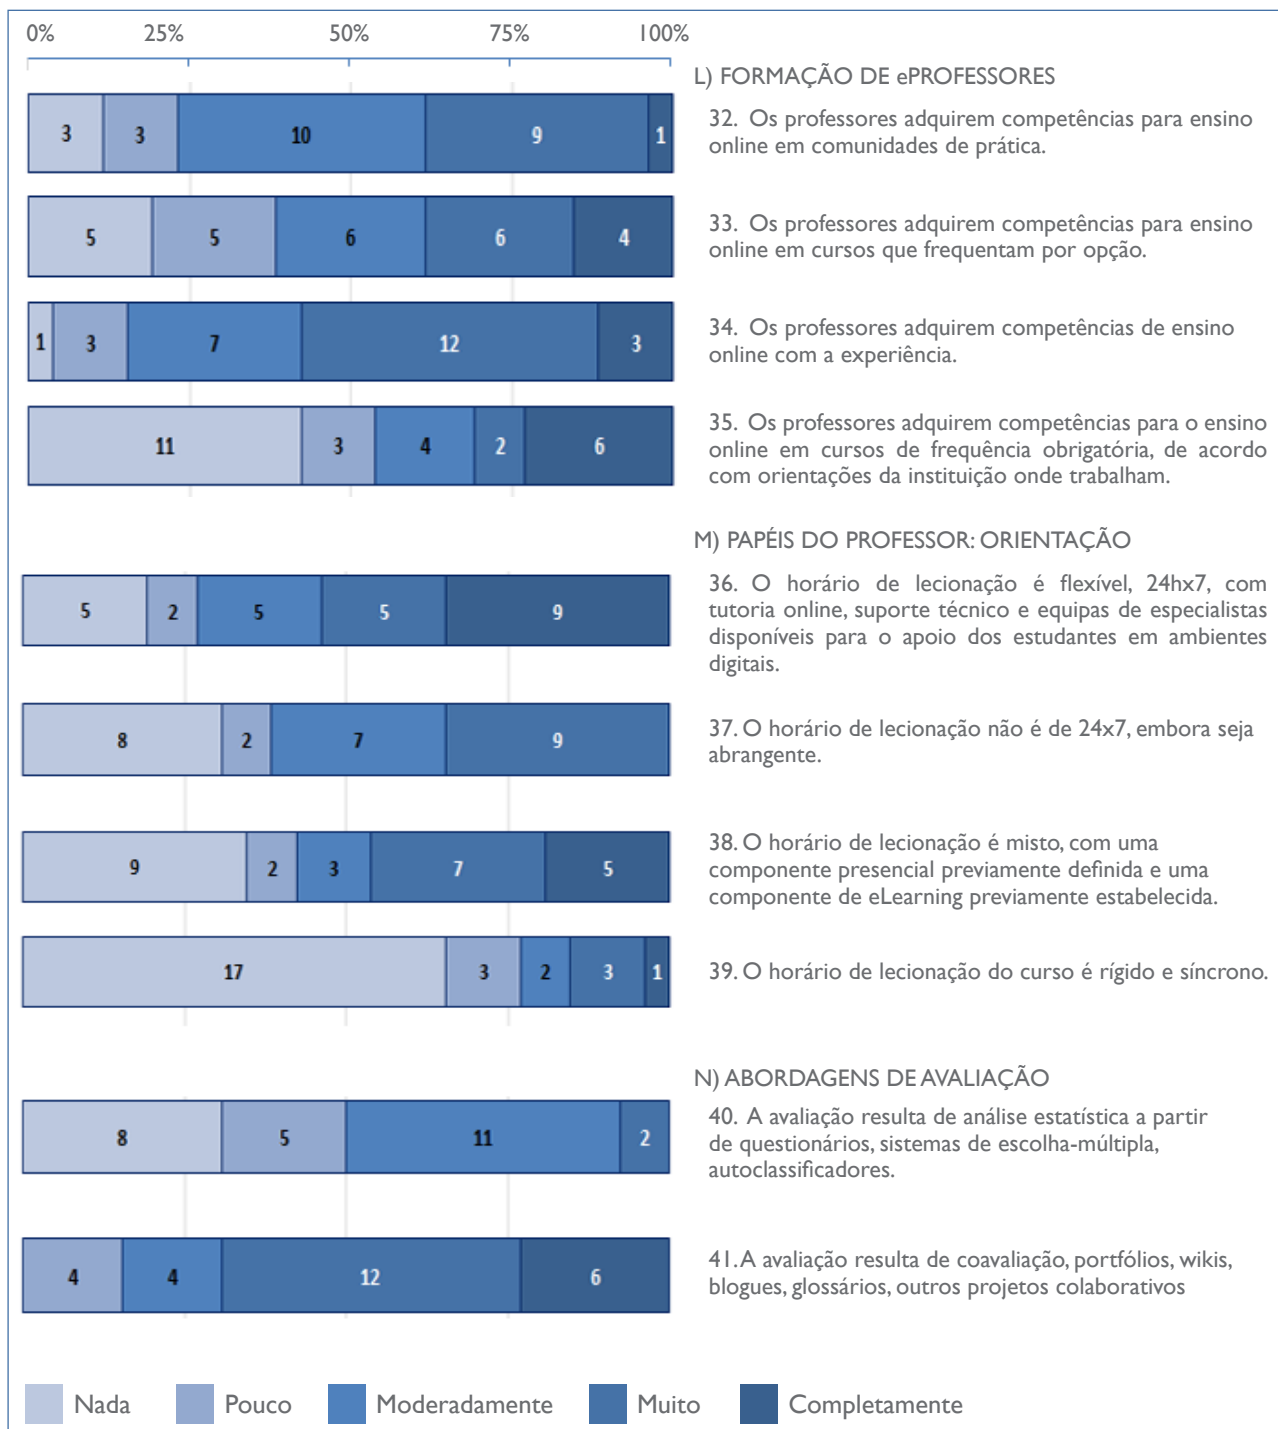 0% 25% 50% 75% 100%
L) FORMAÇÃO DE ePROFESSORES
3 3 10 9 1
32. Os professores adquirem competências para ensino
online em comunidades de prática.
5 5 6 6 4
33. Os professores adquirem competências para ensino
online em cursos que frequentam por opção.
1 3 7 12 3
34. Os professores adquirem competências de ensino
online com a experiência.
11 3 4 2 6
35. Os professores adquirem competências para o ensino
online em cursos de frequência obrigatória, de acordo
com orientações da instituição onde trabalham.
M) PAPÉIS DO PROFESSOR: ORIENTAÇÃO
5 2 5 5 9
36. O horário de lecionação é flexível, 24hx7, com
tutoria online, suporte técnico e equipas de especialistas
disponíveis para o apoio dos estudantes em ambientes
digitais.
8 2 7 9
37. O horário de lecionação não é de 24x7, embora seja
abrangente.
9 2 3 7 5
38. O horário de lecionação é misto, com uma
componente presencial previamente definida e uma
componente de eLearning previamente estabelecida.
17 3 2 3 1
39. O horário de lecionação do curso é rígido e síncrono.
N) ABORDAGENS DE AVALIAÇÃO
8 5 11 2
40. A avaliação resulta de análise estatística a partir
de questionários, sistemas de escolha-múltipla,
autoclassificadores.
4 4 12 6
41. A avaliação resulta de coavaliação, portfólios, wikis,
blogues, glossários, outros projetos colaborativos
Nada Pouco Moderadamente Muito Completamente